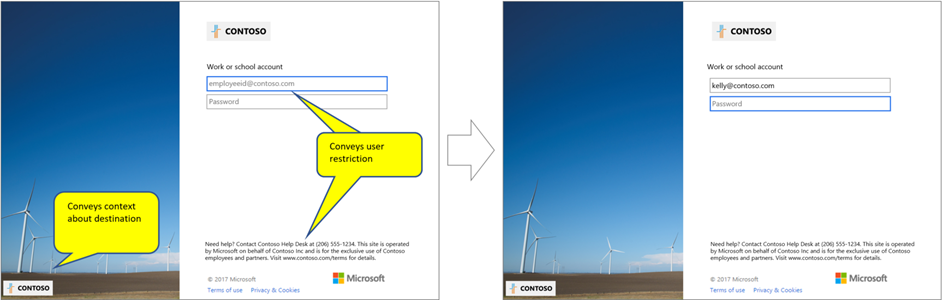 CONTOSO
Work or school account
employeeid@contoso.com
Password
Conveys user
restriction
Conveys context
about destination
Need help? Contact Contoso Help Desk at (206) 555-1234. This site is operated
by Microsoft on behalf of Contoso Inc and is for the exclusive use of Contoso
employees and partners. Visit www.contoso.com/terms for details.
© 2017 Microsoft
Microsoft
Terms of use Privacy & Cookies
CONTOSO
CONTOSO
Work or school account
kelly@contoso.com
Password
Need help? Contact Contoso Help Desk at (206) 555-1234. This site is operated
by Microsoft on behalf of Contoso Inc and is for the exclusive use of Contoso
employees and partners. Visit www.contoso.com/terms for details.
© 2017 Microsoft
Microsoft
Terms of use Privacy & Cookies
CONTOSO